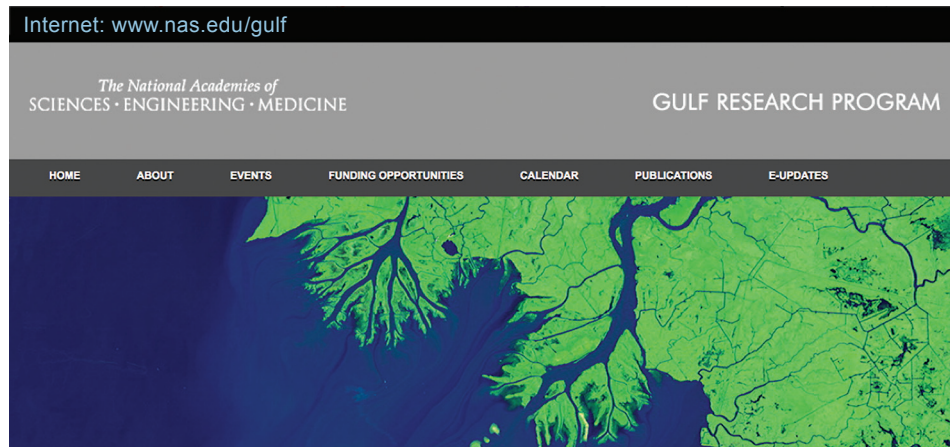 Internet: www.nas.edu/gulf
The National Academies of
SCIENCES · ENGINEERING · MEDICINE
GULF RESEARCH PROGRAM
HOME ABOUT EVENTS FUNDING OPPORTUNITIES CALENDAR PUBLICATIONS E-UPDATES